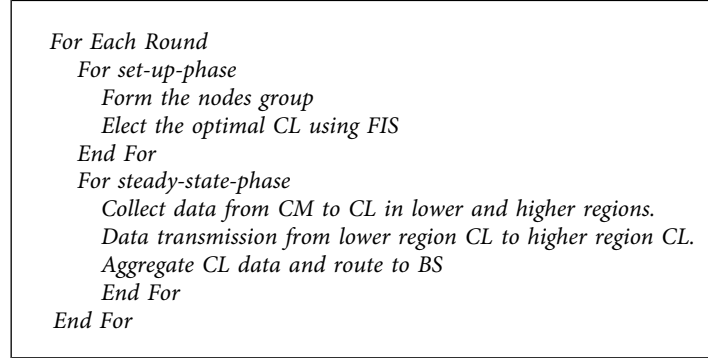 For Each Round
For set-up-phase
Form the nodes group
Elect the optimal CL using FIS
End For
For steady-state-phase
Collect data from CM to CL in lower and higher regions.
Data transmission from lower region CL to higher region CL.
Aggregate CL data and route to BS
End For
End For